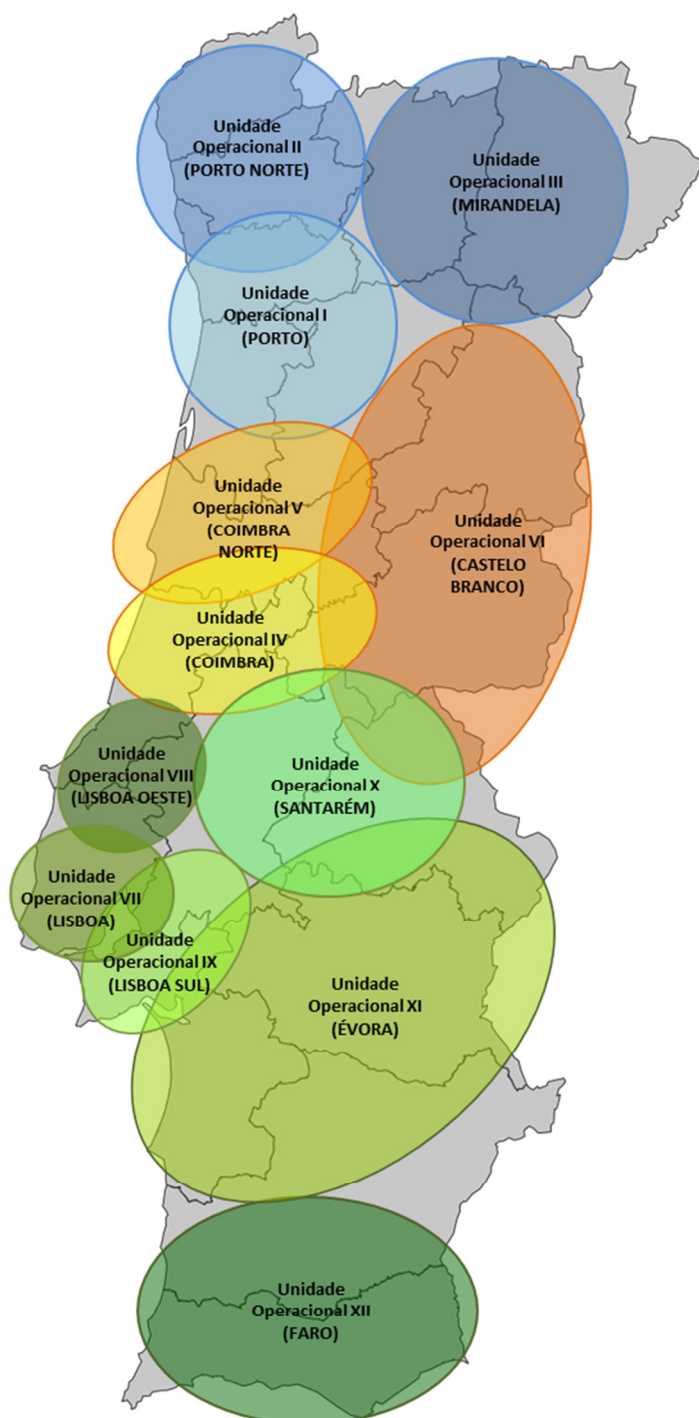 Unidade
Operacional II
(PORTO NORTE)
Unidade
Operacional III
(MIRANDELA)
Unidade
Operacional I
(PORTO)
Unidade
Operacional V
(COIMBRA
NORTE)
Unidade
Operacional VI
(CASTELO
BRANCO)
Unidade
Operacional IV
(COIMBRA)
Unidade
Operacional VIII
(LISBOA OESTE)
Unidade
Operacional X
(SANTARÉM)
Unidade
Operacional VII
(LISBOA)
Unidade
Operacional IX
(LISBOA SUL)
Unidade
Operacional XI
(ÉVORA)
Unidade
Operacional XII
(FARO)